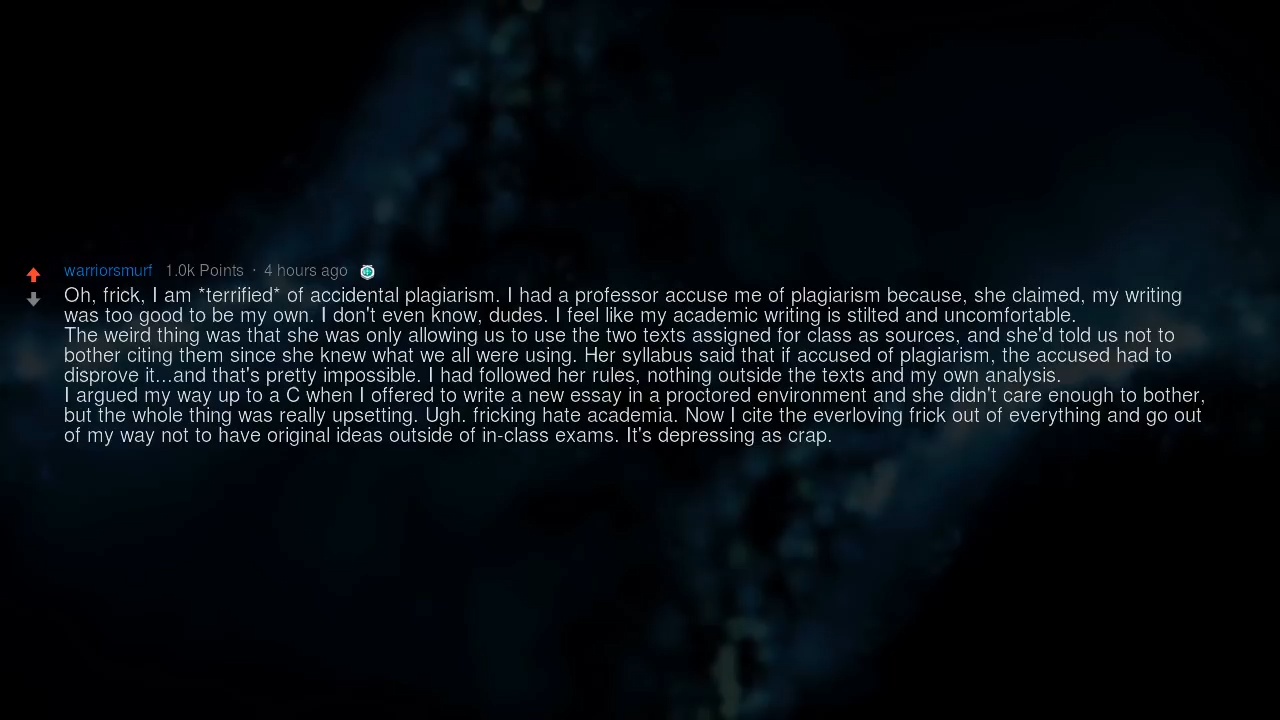 warriorsmurf 1.0k Points · 4 hours ago
Oh, frick, I am *terrified* of accidental plagiarism. I had a professor accuse me of plagiarism because, she claimed, my writing
was too good to be my own. I don't even know, dudes. I feel like my academic writing is stilted and uncomfortable.
The weird thing was that she was only allowing us to use the two texts assigned for class as sources, and she'd told us not to
bother citing them since she knew what we all were using. Her syllabus said that if accused of plagiarism, the accused had to
disprove it...and that's pretty impossible. I had followed her rules, nothing outside the texts and my own analysis.
I argued my way up to a C when I offered to write a new essay in a proctored environment and she didn't care enough to bother,
but the whole thing was really upsetting. Ugh. fricking hate academia. Now I cite the everloving frick out of everything and go out
of my way not to have original ideas outside of in-class exams. It's depressing as crap.